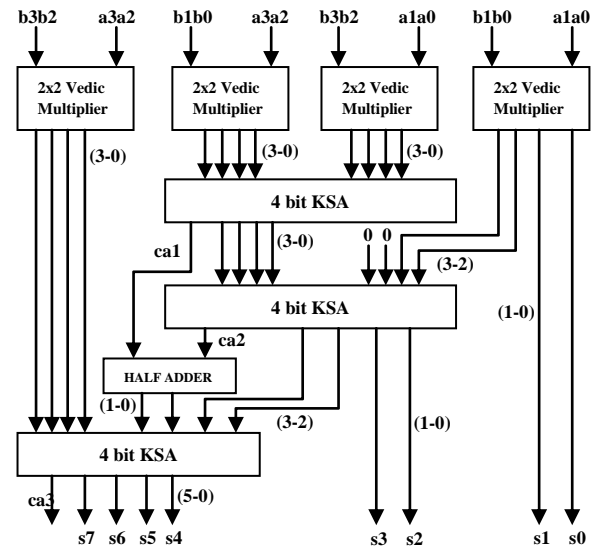 b3b2 a3a2 b1b0 a3a2 b3b2 a1a0 b1b0 a1a0
2x2 Vedic Multiplier
2x2 Vedic Multiplier
2x2 Vedic Multiplier
2x2 Vedic Multiplier
(3-0) (3-0) (3-0)
4 bit KSA
ca1 (3-0) 0 0 (3-2)
4 bit KSA
(1-0)
ca2
HALF ADDER
(1-0) (3-2) (1-0)
4 bit KSA
ca3 (5-0)
s7 s6 s5 s4 s3 s2 s1 s0